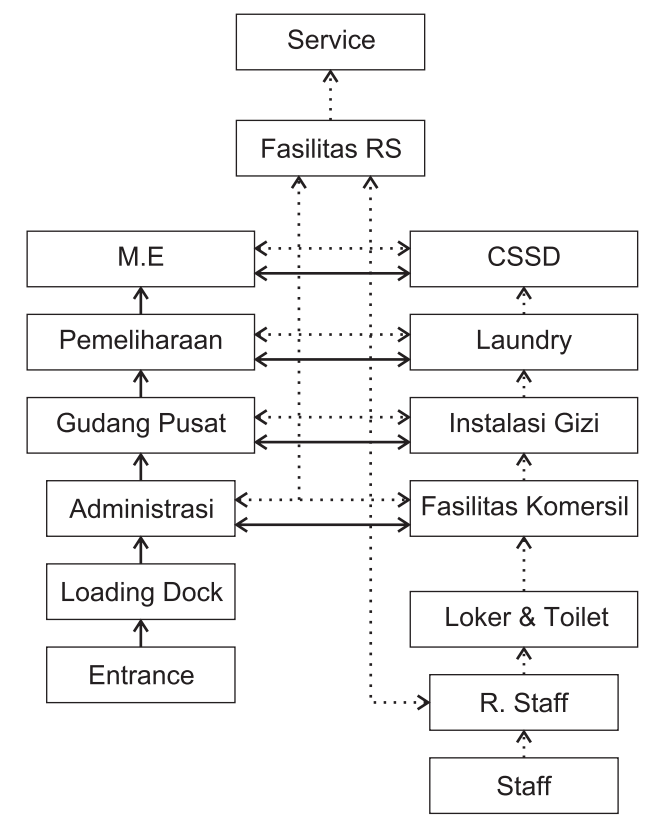 Service
Fasilitas RS
M.E
CSSD
Pemeliharaan
Laundry
Gudang Pusat
Instalasi Gizi
Administrasi
Fasilitas Komersil
Loading Dock
Loker & Toilet
Entrance
R. Staff
Staff